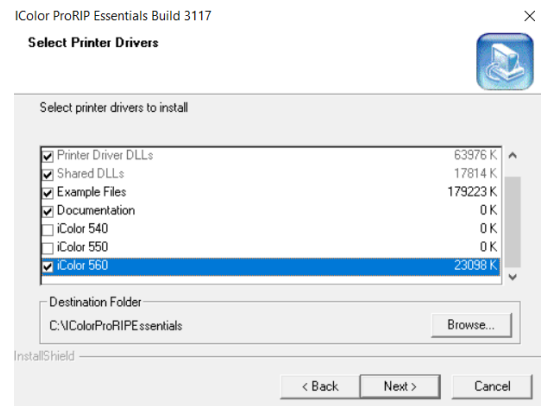 IColor ProRIP Essentials Build 3117
Select Printer Drivers
Select printer drivers to install
Printer Driver DLLs 63976 K
Shared DLLs 17814 K
Example Files 179223 K
Documentation 0 K
iColor 540 0 K
iColor 550 0 K
iColor 560 23098 K
Destination Folder
C:\IColorProRIPEssentials
Browse...
InstallShield
< Back Next > Cancel